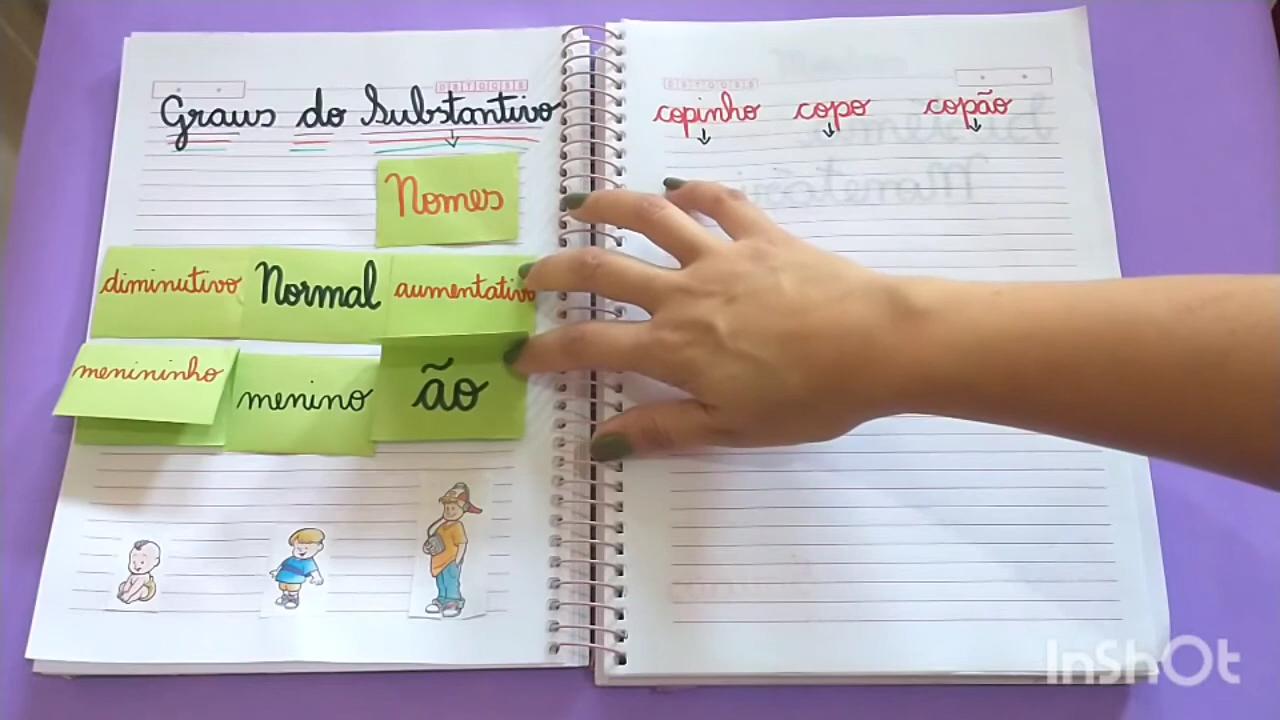 Graus do Substantivo
Nomes
diminutivo Normal aumentativo
menininho menino ão
copinho copo copão
InShOt